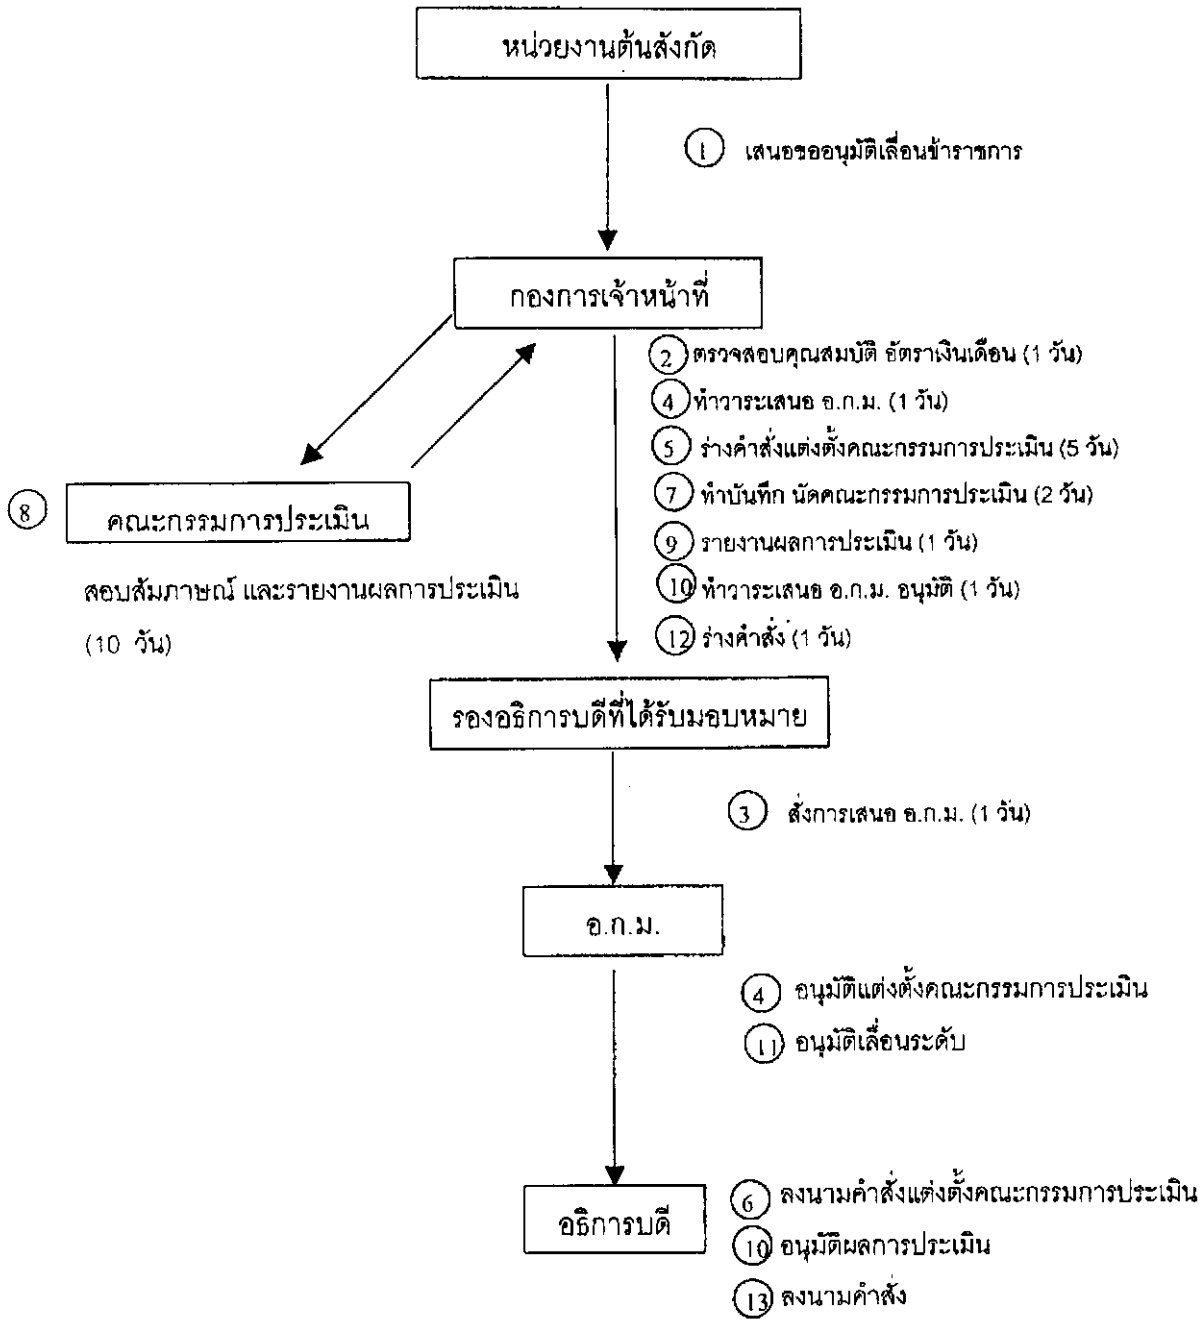 หน่วยงานต้นสังกัด
1 เสนอขออนุมัติเลื่อนข้าราชการ
กองการเจ้าหน้าที่
2 ตรวจสอบคุณสมบัติ อัตราเงินเดือน (1 วัน)
4 ทำวาระเสนอ อ.ก.ม. (1 วัน)
5 ร่างคำสั่งแต่งตั้งคณะกรรมการประเมิน (5 วัน)
7 ทำบันทึก นัดคณะกรรมการประเมิน (2 วัน)
9 รายงานผลการประเมิน (1 วัน)
10 ทำวาระเสนอ อ.ก.ม. อนุมัติ (1 วัน)
12 ร่างคำสั่ง (1 วัน)
8 คณะกรรมการประเมิน
สอบสัมภาษณ์ และรายงานผลการประเมิน
(10 วัน)
รองอธิการบดีที่ได้รับมอบหมาย
3 สั่งการเสนอ อ.ก.ม. (1 วัน)
อ.ก.ม.
4 อนุมัติแต่งตั้งคณะกรรมการประเมิน
11 อนุมัติเลื่อนระดับ
อธิการบดี
6 ลงนามคำสั่งแต่งตั้งคณะกรรมการประเมิน
10 อนุมัติผลการประเมิน
13 ลงนามคำสั่ง